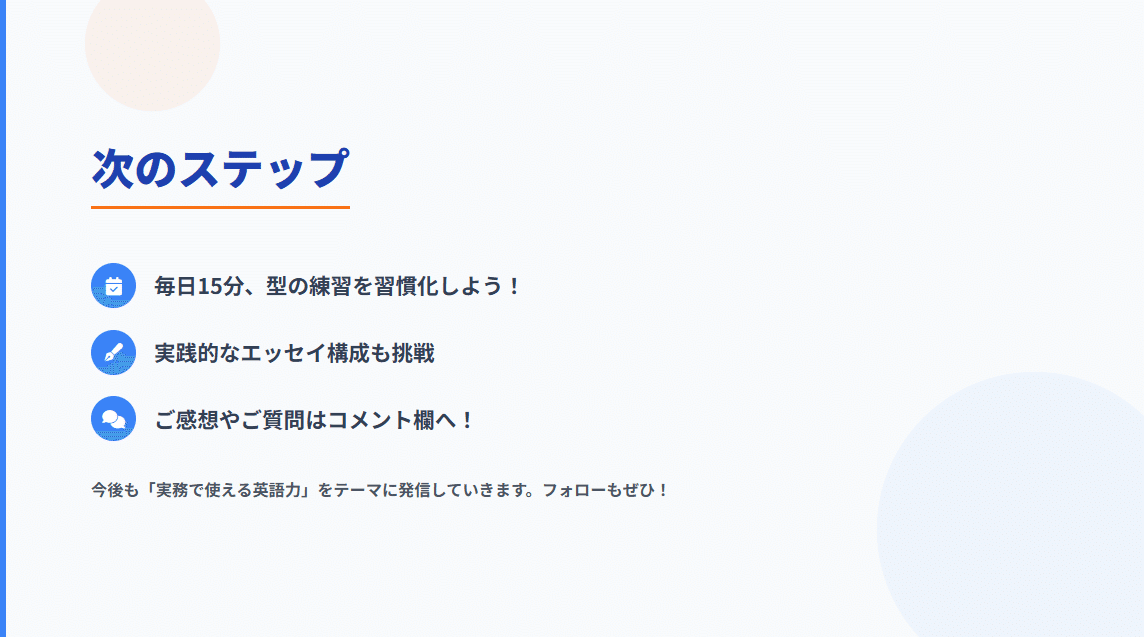 次のステップ
毎日15分、型の練習を習慣化しよう！
実践的なエッセイ構成も挑戦
ご感想やご質問はコメント欄へ！
今後も「実務で使える英語力」をテーマに発信していきます。フォローもぜひ！